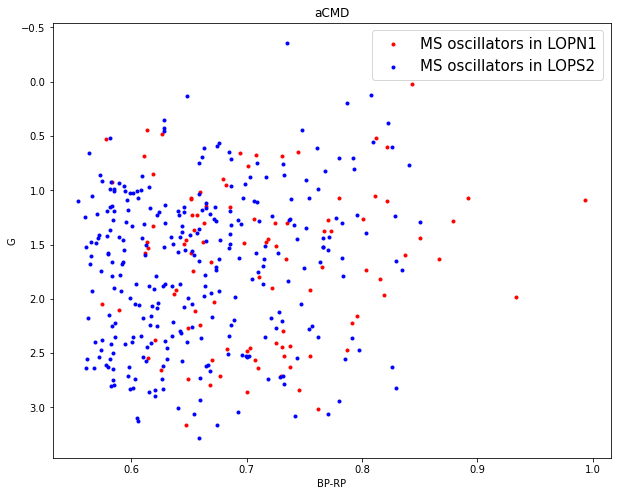 aCMD
MS oscillators in LOPN1
MS oscillators in LOPS2
−0.5
0.0
0.5
1.0
1.5
2.0
2.5
3.0
G
0.6 0.7 0.8 0.9 1.0
BP-RP